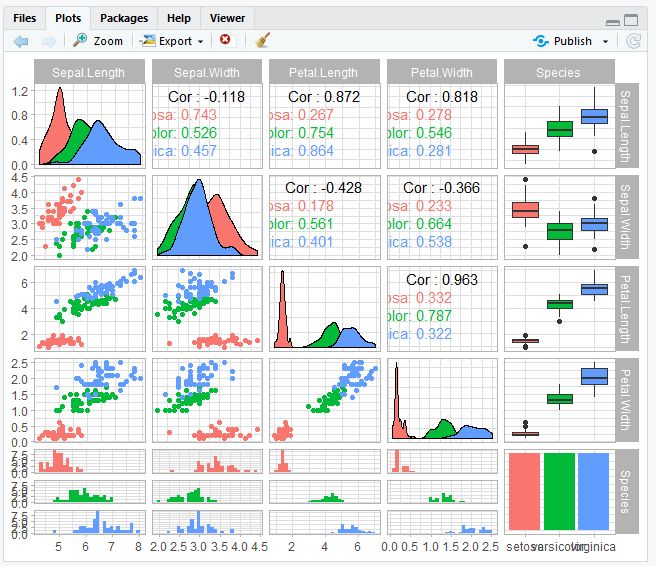 Files Plots Packages Help Viewer
Zoom Export Publish
Sepal.Length Sepal.Width Petal.Length Petal.Width Species
1.2
0.8
0.4
0.0
Cor : -0.118
osa: 0.743
olor: 0.526
nica: 0.457
Cor : 0.872
osa: 0.267
olor: 0.754
nica: 0.864
Cor : 0.818
osa: 0.278
olor: 0.546
nica: 0.281
Sepal.Length
4.5
4.0
3.5
3.0
2.5
2.0
Cor : -0.428
osa: 0.178
olor: 0.561
nica: 0.401
Cor : -0.366
osa: 0.233
olor: 0.664
nica: 0.538
Sepal.Width
6
4
2
Cor : 0.963
osa: 0.332
olor: 0.787
nica: 0.322
Petal.Length
2.5
2.0
1.5
1.0
0.5
0.0
Petal.Width
7.5
5.0
2.5
0.0
7.5
5.0
2.5
0.0
7.5
5.0
2.5
0.0
Species
5 6 7 8 2.0 2.5 3.0 3.5 4.0 4.5 2 4 6 0.0 0.5 1.0 1.5 2.0 2.5 setosa versicolor virginica